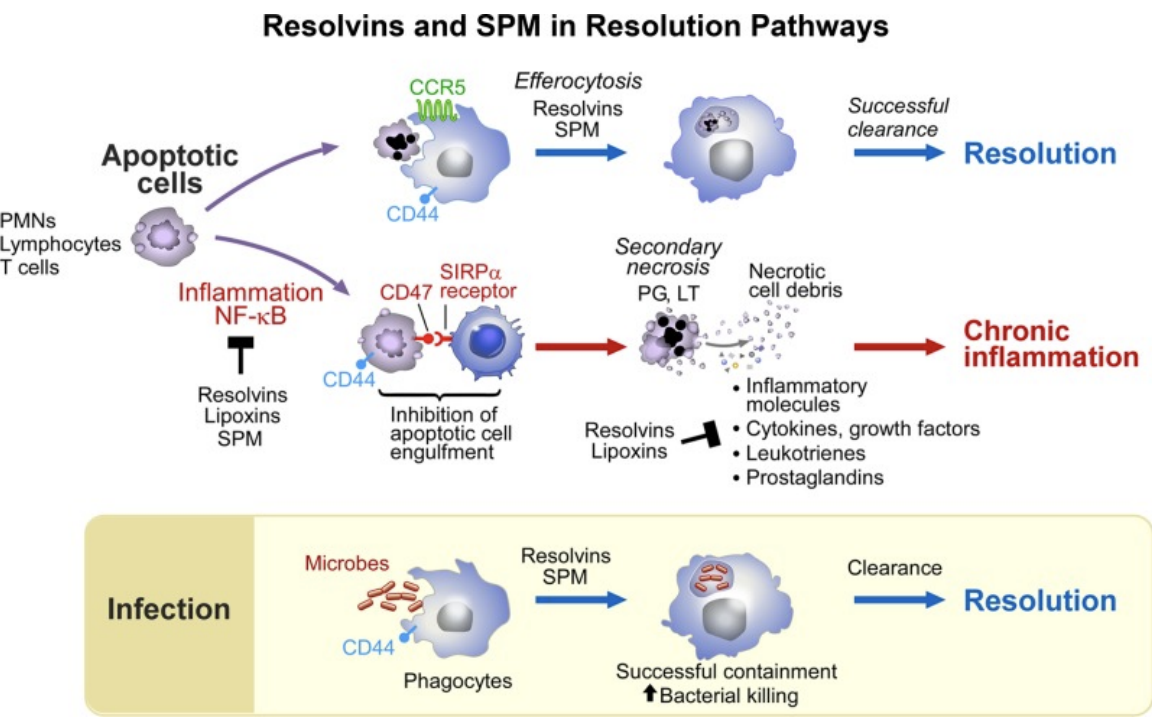 Resolvins and SPM in Resolution Pathways
CCR5
Efferocytosis
Resolvins
SPM
Successful
clearance
Resolution
Apoptotic
cells
PMNs
Lymphocytes
T cells
CD44
Inflammation
NF-κB
Resolvins
Lipoxins
SPM
CD47
SIRPα
receptor
CD44
Inhibition of
apoptotic cell
engulfment
Secondary
necrosis
PG, LT
Necrotic
cell debris
Chronic
inflammation
Resolvins
Lipoxins
• Inflammatory
molecules
• Cytokines, growth factors
• Leukotrienes
• Prostaglandins
Infection
Microbes
CD44
Phagocytes
Resolvins
SPM
Successful containment
⬆Bacterial killing
Clearance
Resolution